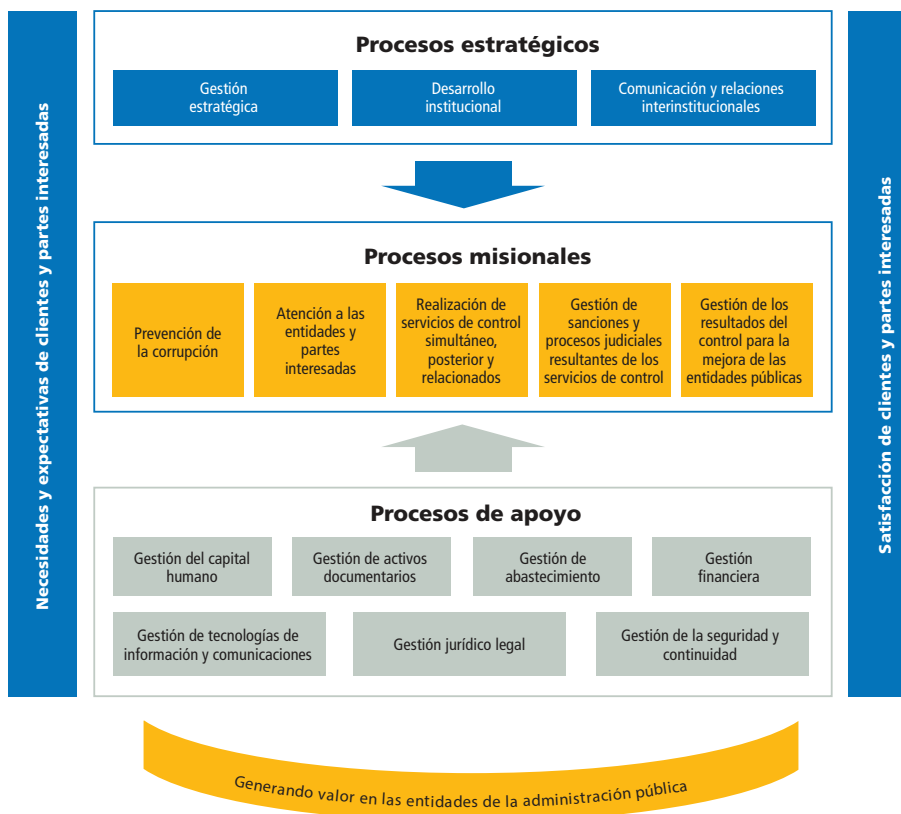 Necesidades y expectativas de clientes y partes interesadas
Procesos estratégicos
Gestión
estratégica
Desarrollo
institucional
Comunicación y relaciones
interinstitucionales
Procesos misionales
Prevención de
la corrupción
Atención a las
entidades y
partes
interesadas
Realización de
servicios de control
simultáneo,
posterior y
relacionados
Gestión de
sanciones y
procesos judiciales
resultantes de los
servicios de control
Gestión de los
resultados del
control para la
mejora de las
entidades públicas
Procesos de apoyo
Gestión del capital
humano
Gestión de activos
documentarios
Gestión de
abastecimiento
Gestión
financiera
Gestión de tecnologías de
información y comunicaciones
Gestión jurídico legal
Gestión de la seguridad y
continuidad
Satisfacción de clientes y partes interesadas
Generando valor en las entidades de la administración pública